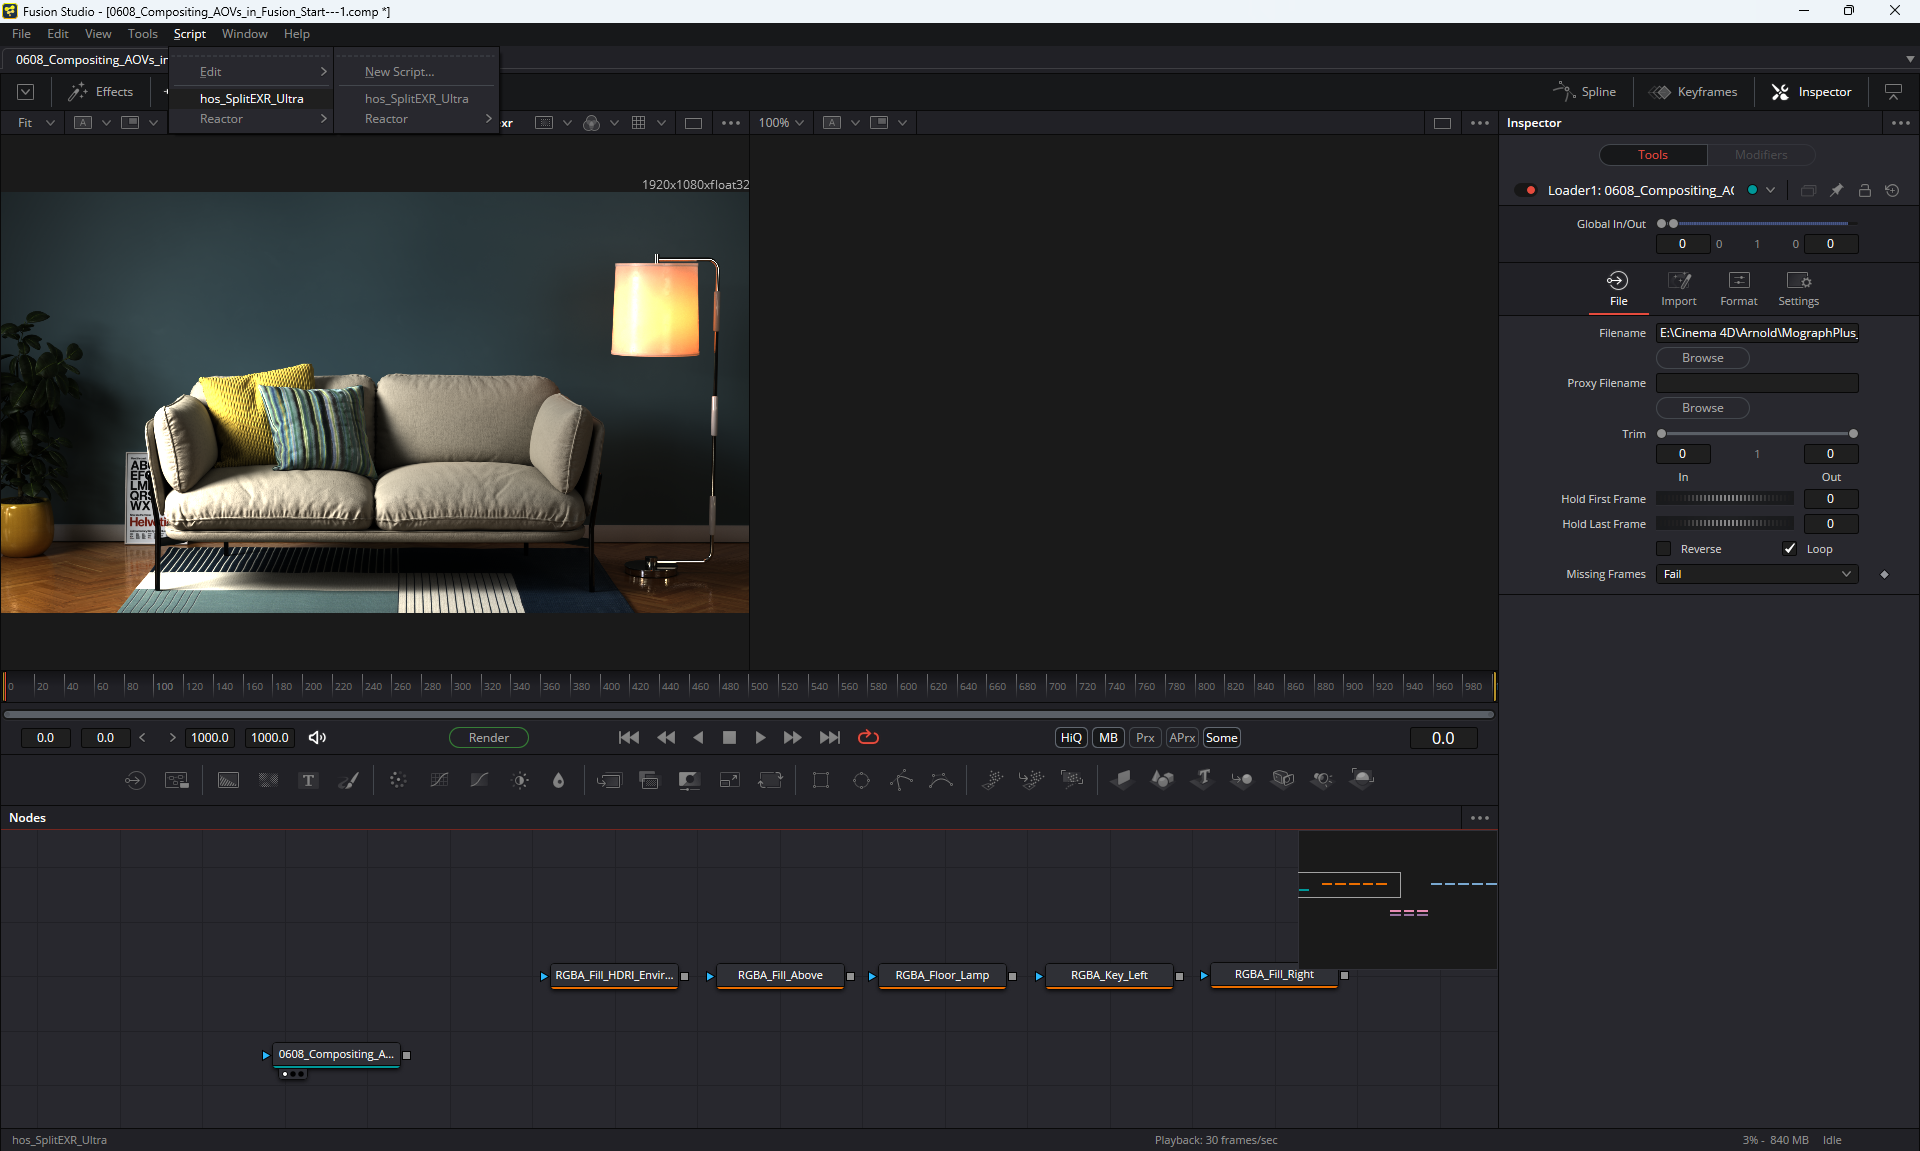 Fusion Studio - [0608_Compositing_AOVs_in_Fusion_Start---1.comp *]
File Edit View Tools Script Window Help
0608_Compositing_AOVs_in
Edit
New Script...
hos_SplitEXR_Ultra
hos_SplitEXR_Ultra
Reactor
Reactor
Effects
Spline Keyframes Inspector
Fit A xr 100% A
Inspector
Tools Modifiers
1920x1080xfloat32
Loader1: 0608_Compositing_A
Global In/Out
0 0 1 0 0
File Import Format Settings
Filename E:\Cinema 4D\Arnold\MographPlus_
Browse
Proxy Filename
Browse
Trim
0 1 0
In Out
Hold First Frame 0
Hold Last Frame 0
Reverse Loop
Missing Frames Fail
Helveti
0 20 40 60 80 100 120 140 160 180 200 220 240 260 280 300 320 340 360 380 400 420 440 460 480 500 520 540 560 580 600 620 640 660 680 700 720 740 760 780 800 820 840 860 880 900 920 940 960 980
0.0 0.0 < > 1000.0 1000.0 Render HiQ MB Prx APrx Some 0.0
Nodes
RGBA_Fill_HDRI_Envir... RGBA_Fill_Above RGBA_Floor_Lamp RGBA_Key_Left RGBA_Fill_Right
0608_Compositing_A...
hos_SplitEXR_Ultra Playback: 30 frames/sec 3% - 840 MB Idle